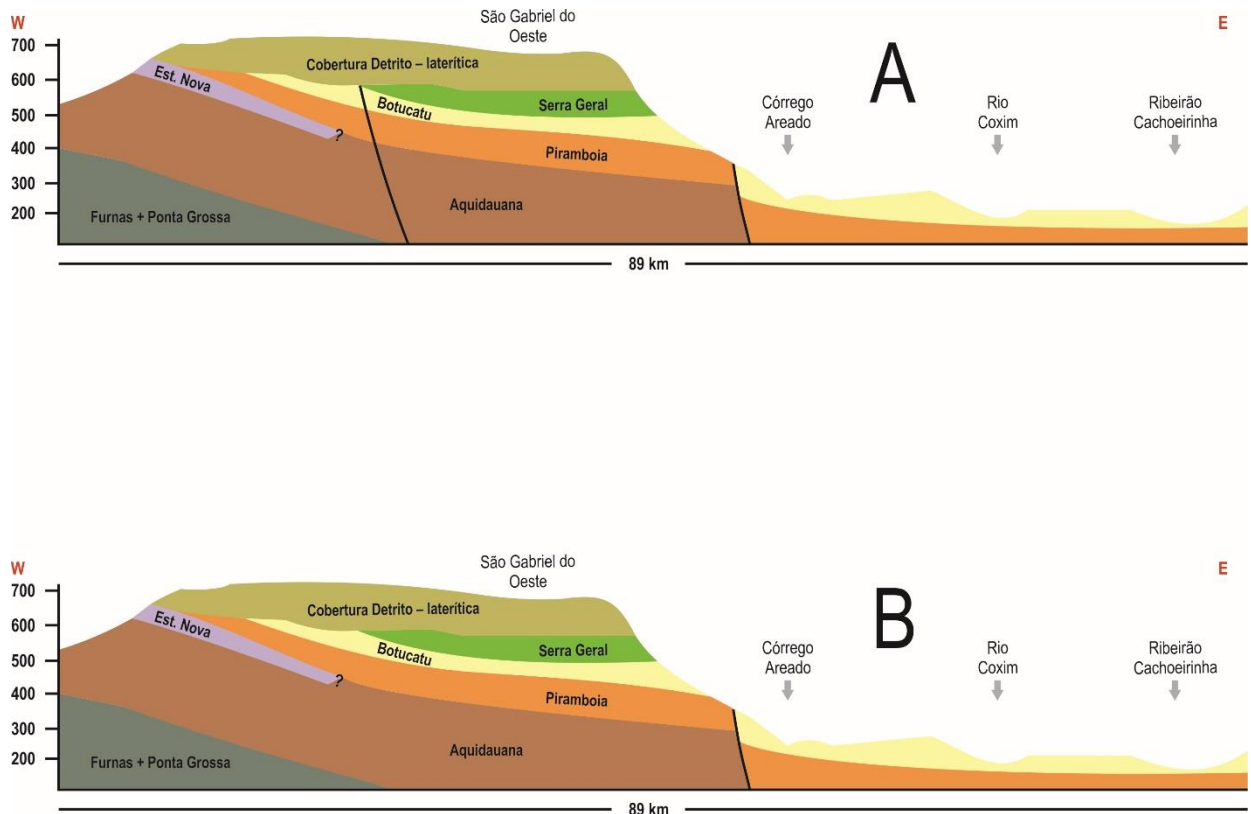 São Gabriel do
Oeste
W
E
A
700
600
500
400
300
200
Cobertura Detrito – laterítica
Est. Nova
Botucatu
Serra Geral
?
Piramboia
Aquidauana
Furnas + Ponta Grossa
Córrego
Areado
Rio
Coxim
Ribeirão
Cachoeirinha
89 km
São Gabriel do
Oeste
W
E
B
700
600
500
400
300
200
Cobertura Detrito – laterítica
Est. Nova
Botucatu
Serra Geral
?
Piramboia
Aquidauana
Furnas + Ponta Grossa
Córrego
Areado
Rio
Coxim
Ribeirão
Cachoeirinha
89 km